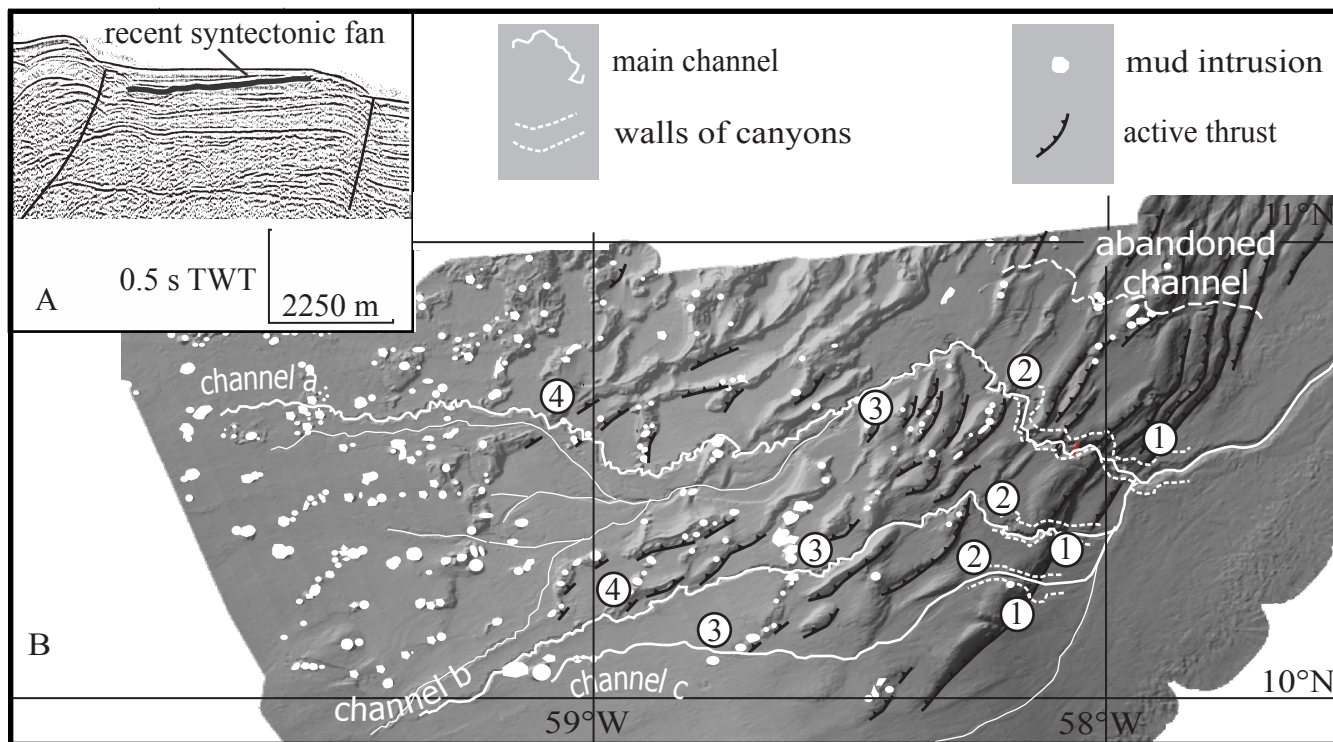 recent syntectonic fan
main channel
mud intrusion
walls of canyons
active thrust
0.5 s TWT
2250 m
A
11°N
abandoned
channel
channel a
2
4
3
1
2
3
2
1
4
1
3
B
channel b
channel c
10°N
59°W
58°W